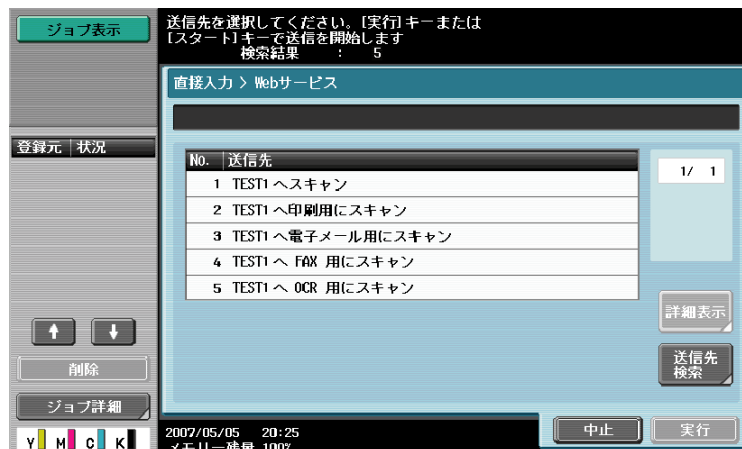 ジョブ表示
送信先を選択してください。[実行]キーまたは
[スタート]キーで送信を開始します
検索結果 : 5
直接入力 > Webサービス
登録元 状況
No. 送信先
1/ 1
1 TEST1 へスキャン
2 TEST1 へ印刷用にスキャン
3 TEST1 へ電子メール用にスキャン
4 TEST1 へ FAX 用にスキャン
5 TEST1 へ OCR 用にスキャン
詳細表示
↑ ↓
送信先
検索
削除
ジョブ詳細
中止 実行
Y M C K
2007/05/05 20:25
メモリー残量 100%